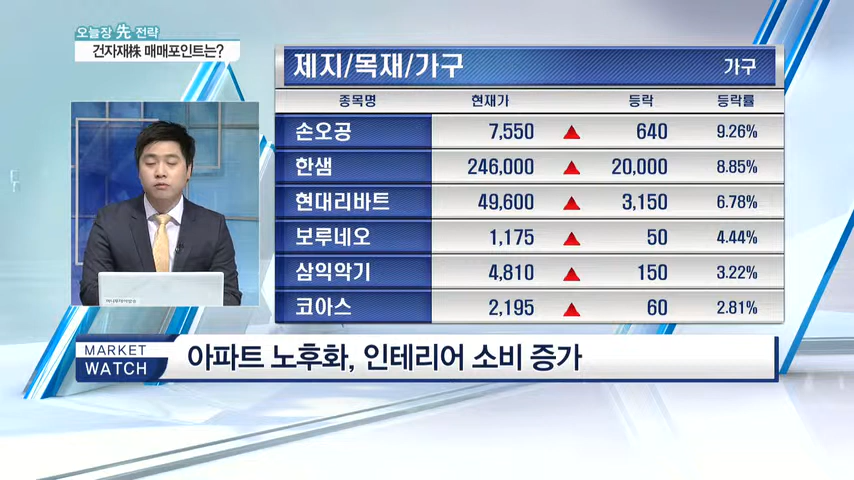 오늘장 先 전략
건자재株 매매포인트는?
제지/목재/가구 가구
종목명 현재가 등락 등락률
손오공 7,550 ▲ 640 9.26%
한샘 246,000 ▲ 20,000 8.85%
현대리바트 49,600 ▲ 3,150 6.78%
보루네오 1,175 ▲ 50 4.44%
삼익악기 4,810 ▲ 150 3.22%
코아스 2,195 ▲ 60 2.81%
MARKET
WATCH
아파트 노후화, 인테리어 소비 증가